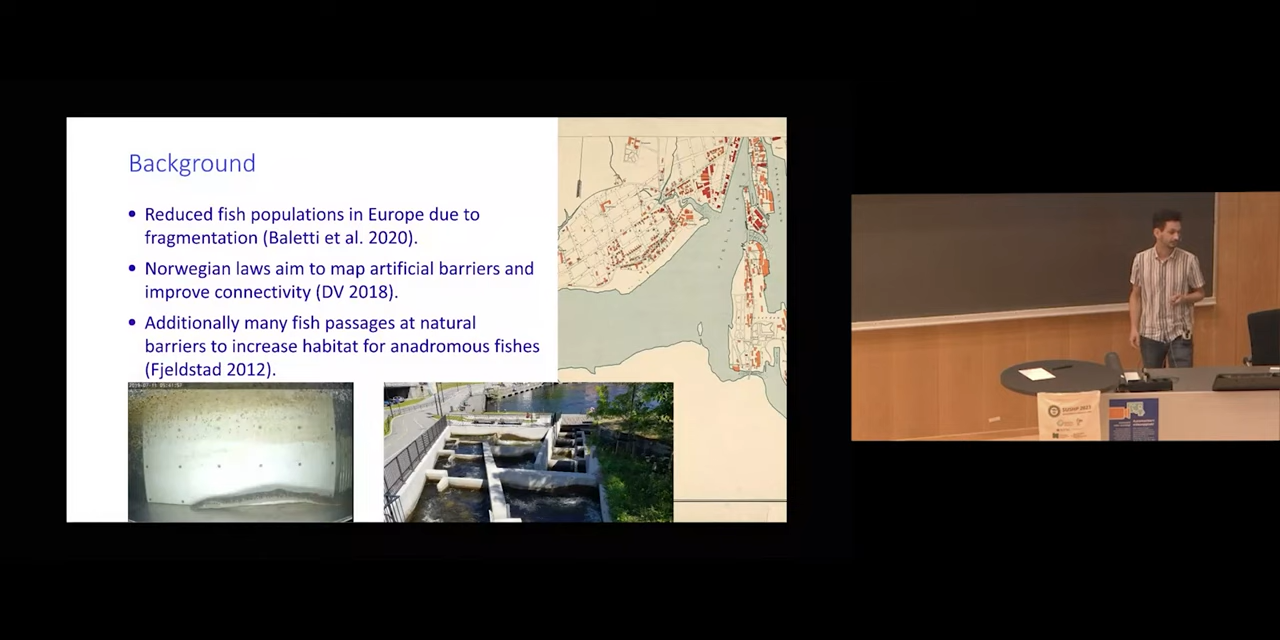 Background
• Reduced fish populations in Europe due to
fragmentation (Baletti et al. 2020).
• Norwegian laws aim to map artificial barriers and
improve connectivity (DV 2018).
• Additionally many fish passages at natural
barriers to increase habitat for anadromous fishes
(Fjeldstad 2012).